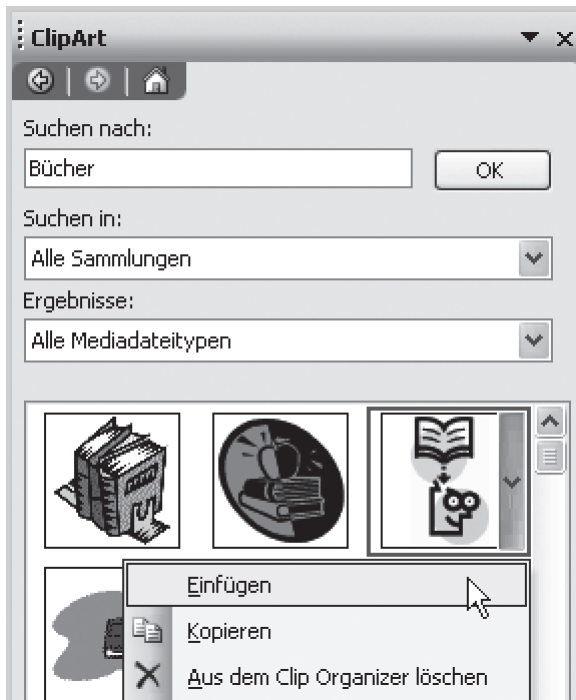 ClipArt
Suchen nach:
Bücher
OK
Suchen in:
Alle Sammlungen
Ergebnisse:
Alle Mediadateitypen
Einfügen
Kopieren
Aus dem Clip Organizer löschen